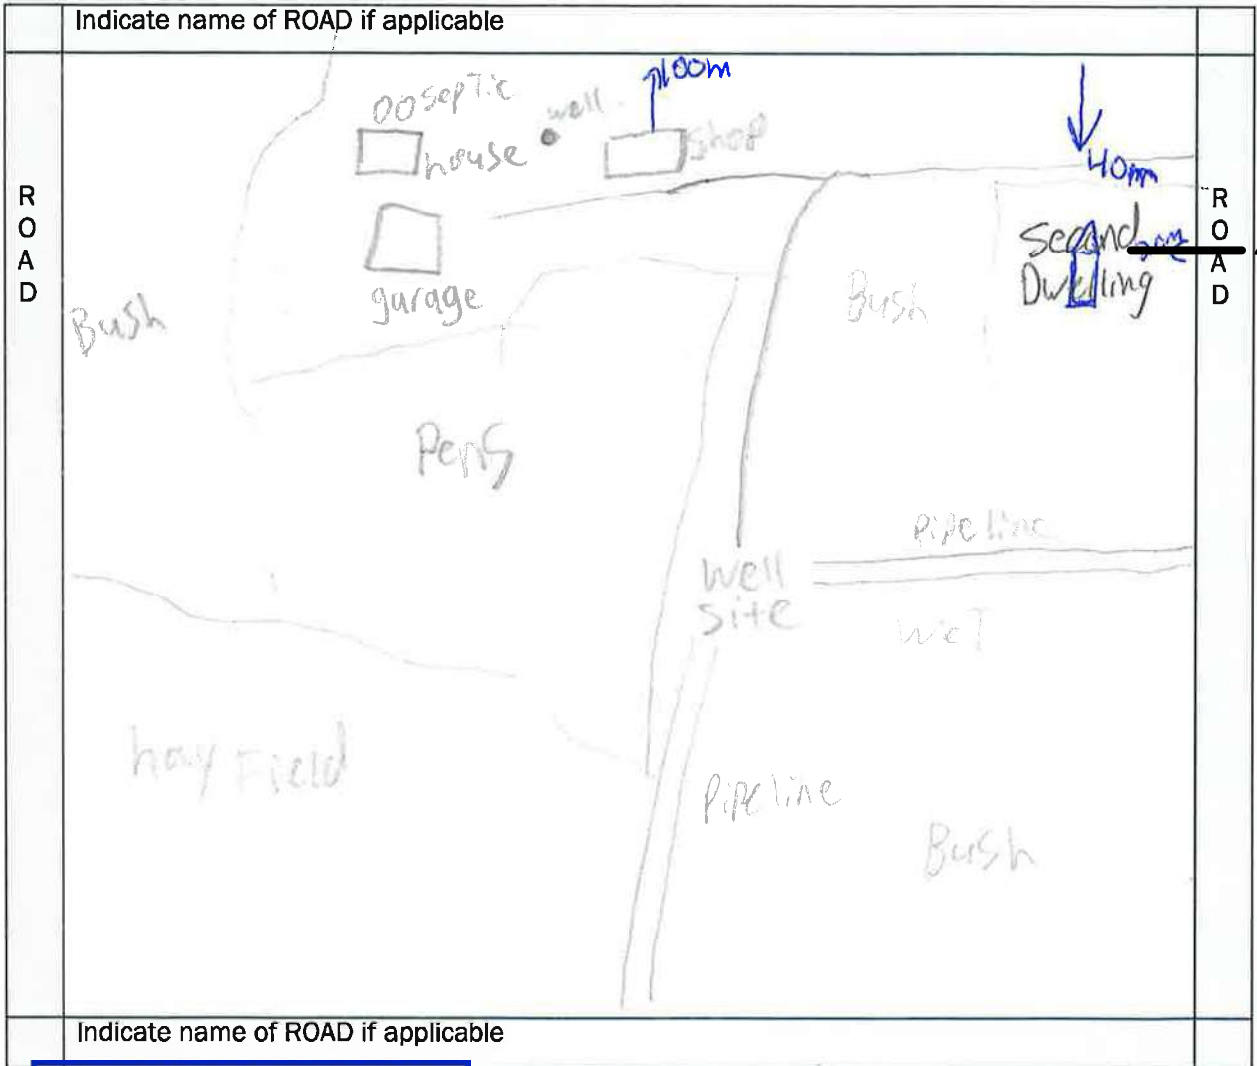 Indicate name of ROAD if applicable
ROAD
ROAD
septic
house
well
shop
100m
40m
garage
Second
Dwelling
Bush
Bush
Pens
Pipeline
well
site
WeT
hay Field
Pipeline
Bush
Indicate name of ROAD if applicable